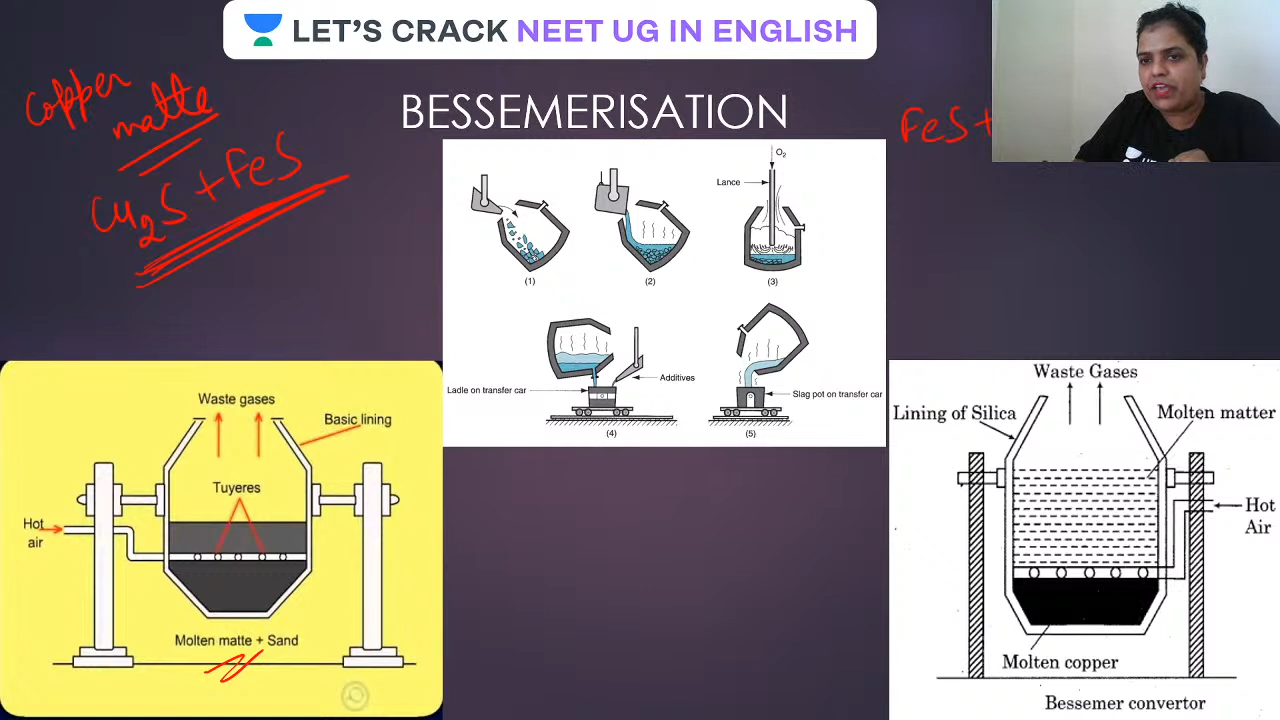 LET'S CRACK NEET UG IN ENGLISH
Copper
matte
Cu2S + FeS
BESSEMERISATION
FeS+
O2
Lance
(1)
(2)
(3)
Ladle on transfer car
Additives
Slag pot on transfer car
(4)
(5)
Waste gases
Basic lining
Tuyeres
Hot
air
Molten matte + Sand
Waste Gases
Lining of Silica
Molten matter
Hot
Air
Molten copper
Bessemer convertor